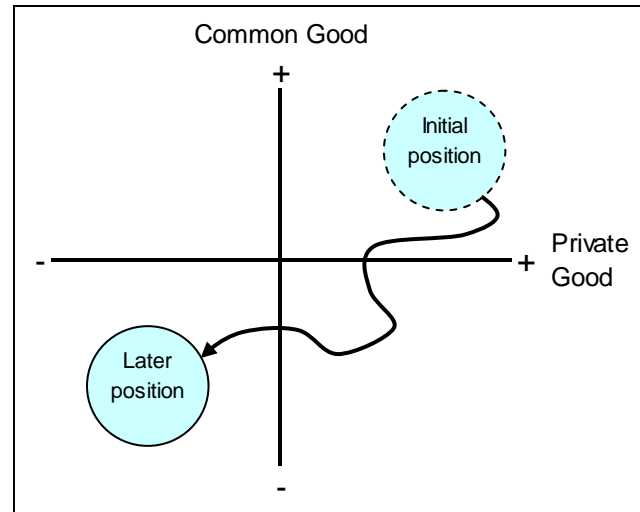 Common Good
+
Initial
position
-
+
Private
Good
Later
position
-